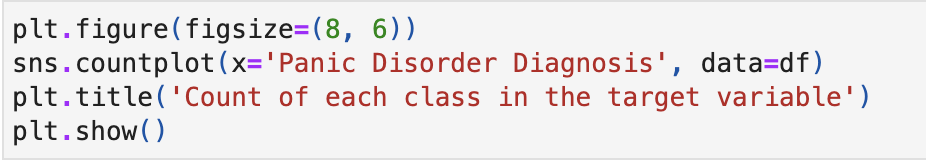 plt.figure(figsize=(8, 6))
sns.countplot(x='Panic Disorder Diagnosis', data=df)
plt.title('Count of each class in the target variable')
plt.show()